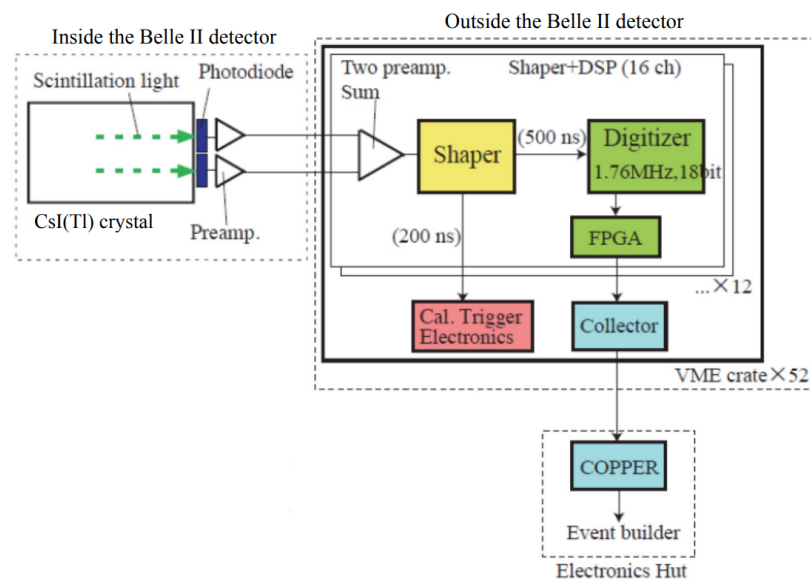 Inside the Belle II detector
Outside the Belle II detector
Scintillation light
Photodiode
CsI(Tl) crystal
Preamp.
Two preamp.
Sum
Shaper+DSP (16 ch)
Shaper
(500 ns)
Digitizer
1.76MHz,18bit
(200 ns)
FPGA
...×12
Cal. Trigger
Electronics
Collector
VME crate×52
COPPER
Event builder
Electronics Hut